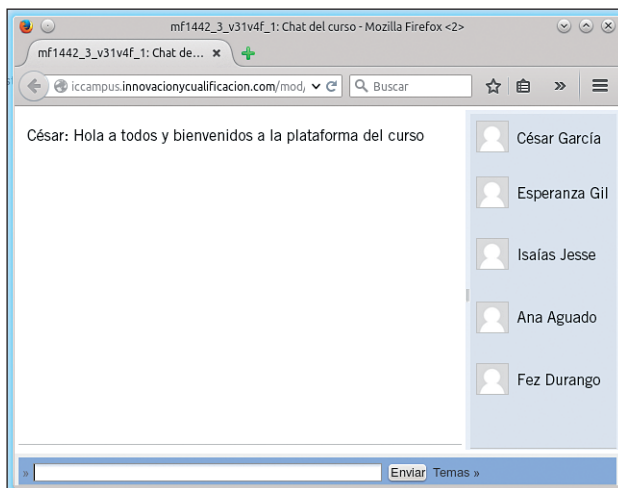 mf1442_3_v31v4f_1: Chat del curso - Mozilla Firefox <2>
mf1442_3_v31v4f_1: Chat de...
iccampus.innovacionycualificacion.com/mod/
Buscar
César: Hola a todos y bienvenidos a la plataforma del curso
César García
Esperanza Gil
Isaías Jesse
Ana Aguado
Fez Durango
» Enviar Temas »